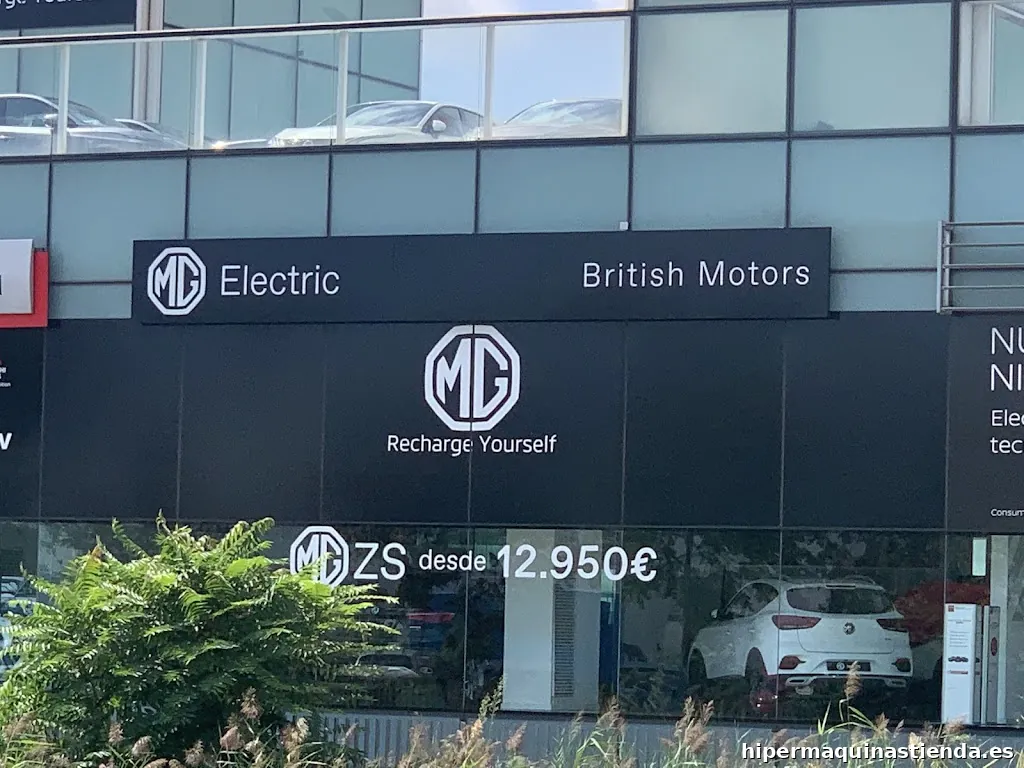 MG Electric British Motors
MG
Recharge Yourself
MG ZS desde 12.950€
hipermaquinastienda.es